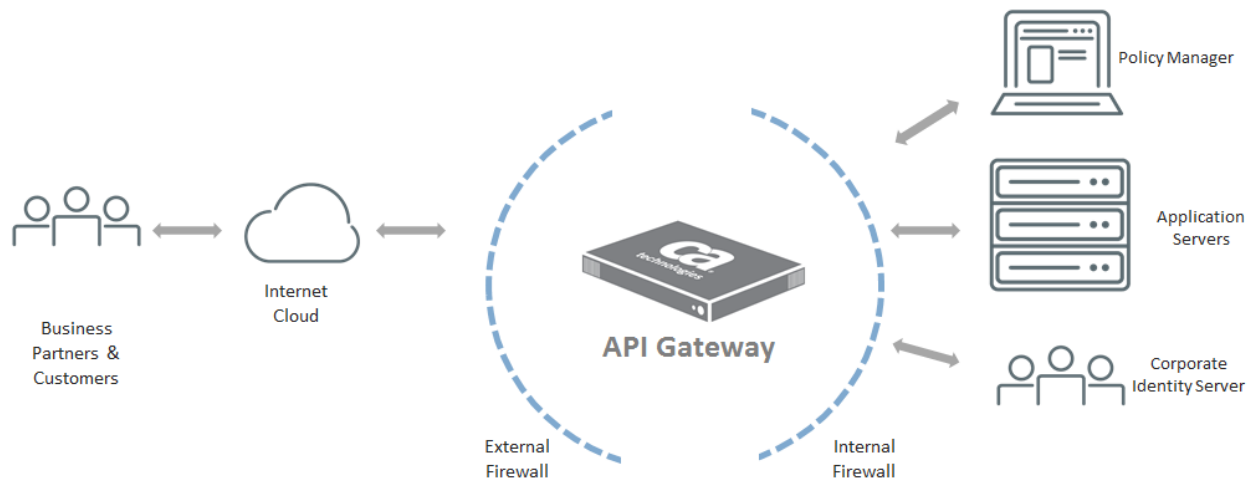 Business
Partners & 
Customers
Internet
Cloud
ca
technologies
API Gateway
External
Firewall
Internal
Firewall
Policy Manager
Application
Servers
Corporate
Identity Server